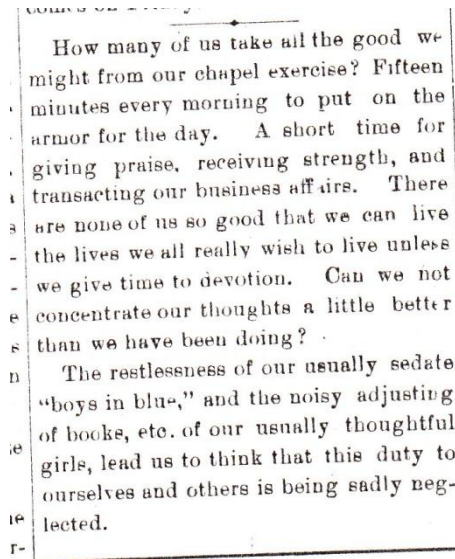 How many of us take all the good we
might from our chapel exercise? Fifteen
minutes every morning to put on the
armor for the day. A short time for
giving praise, receiving strength, and
transacting our business affairs. There
are none of us so good that we can live
the lives we all really wish to live unless
we give time to devotion. Can we not
concentrate our thoughts a little better
than we have been doing?
The restlessness of our usually sedate
“boys in blue,” and the noisy adjusting
of books, etc. of our usually thoughtful
girls, lead us to think that this duty to
ourselves and others is being sadly neg-
lected.